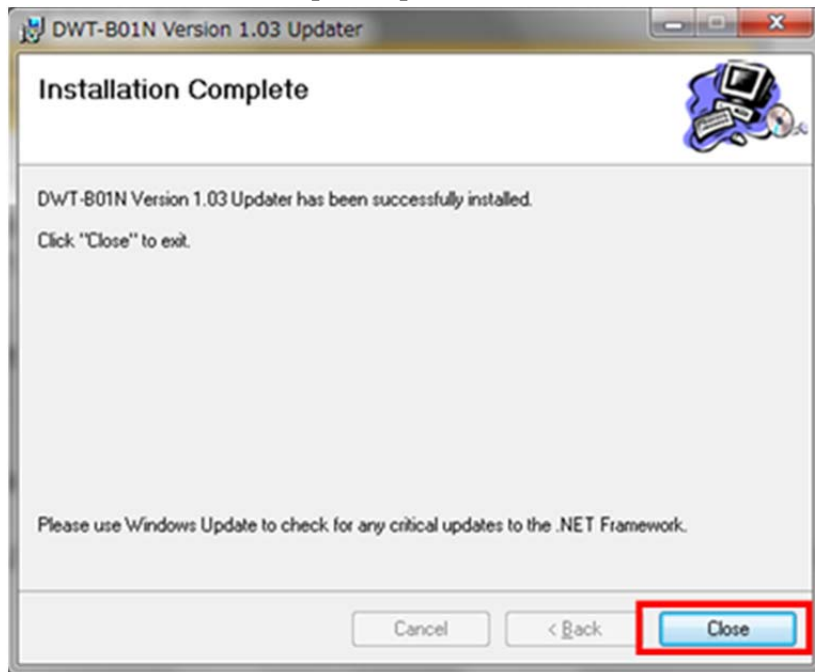 DWT-B01N Version 1.03 Updater
Installation Complete
DWT-B01N Version 1.03 Updater has been successfully installed.
Click "Close" to exit.
Please use Windows Update to check for any critical updates to the .NET Framework.
Cancel
< Back
Close